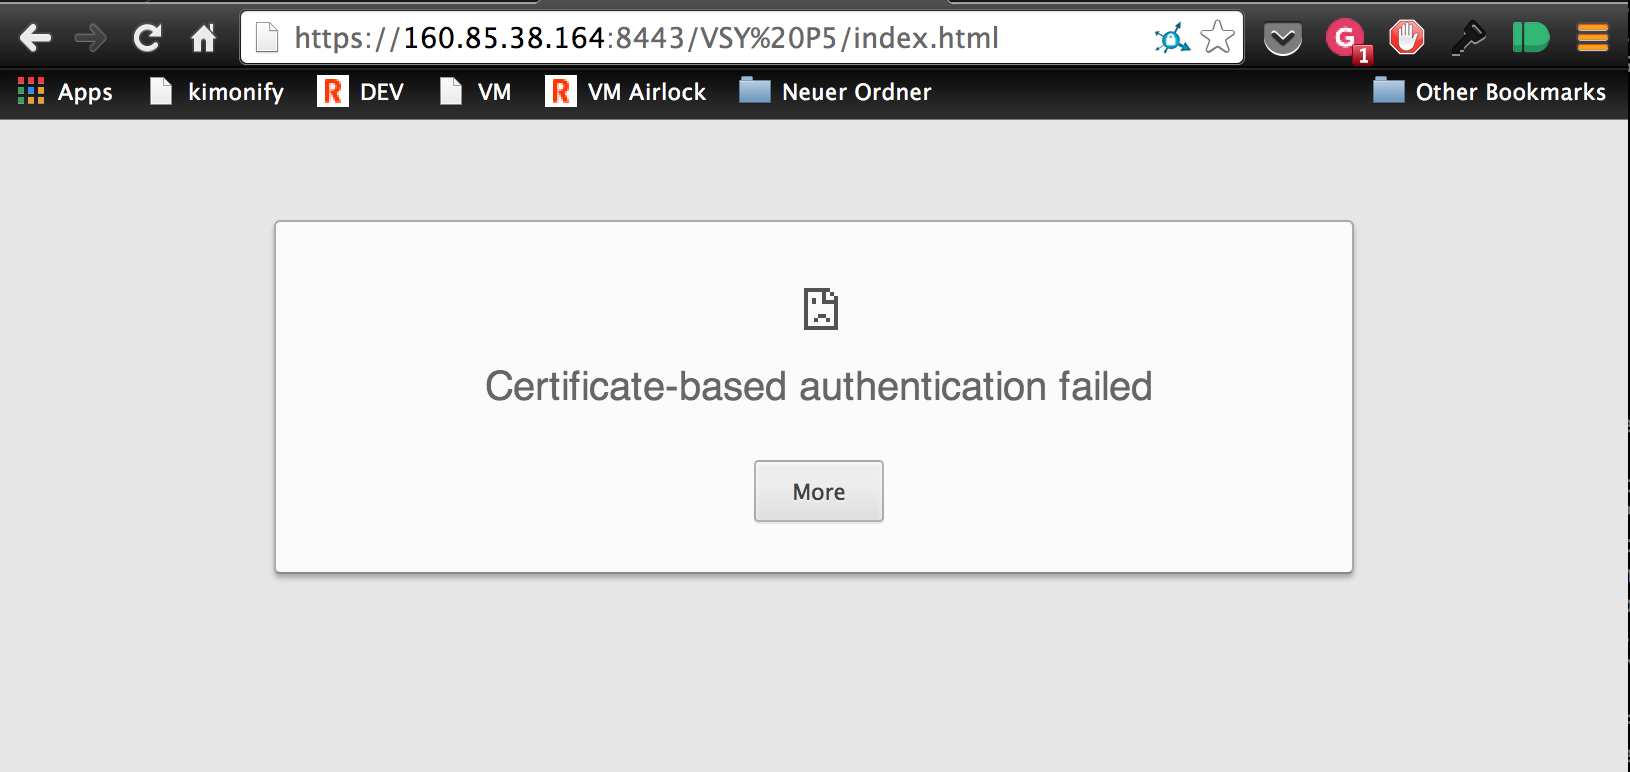 https://160.85.38.164:8443/VSY%20P5/index.html
G
1
Apps kimonify R DEV VM R VM Airlock Neuer Ordner Other Bookmarks
Certificate-based authentication failed
More